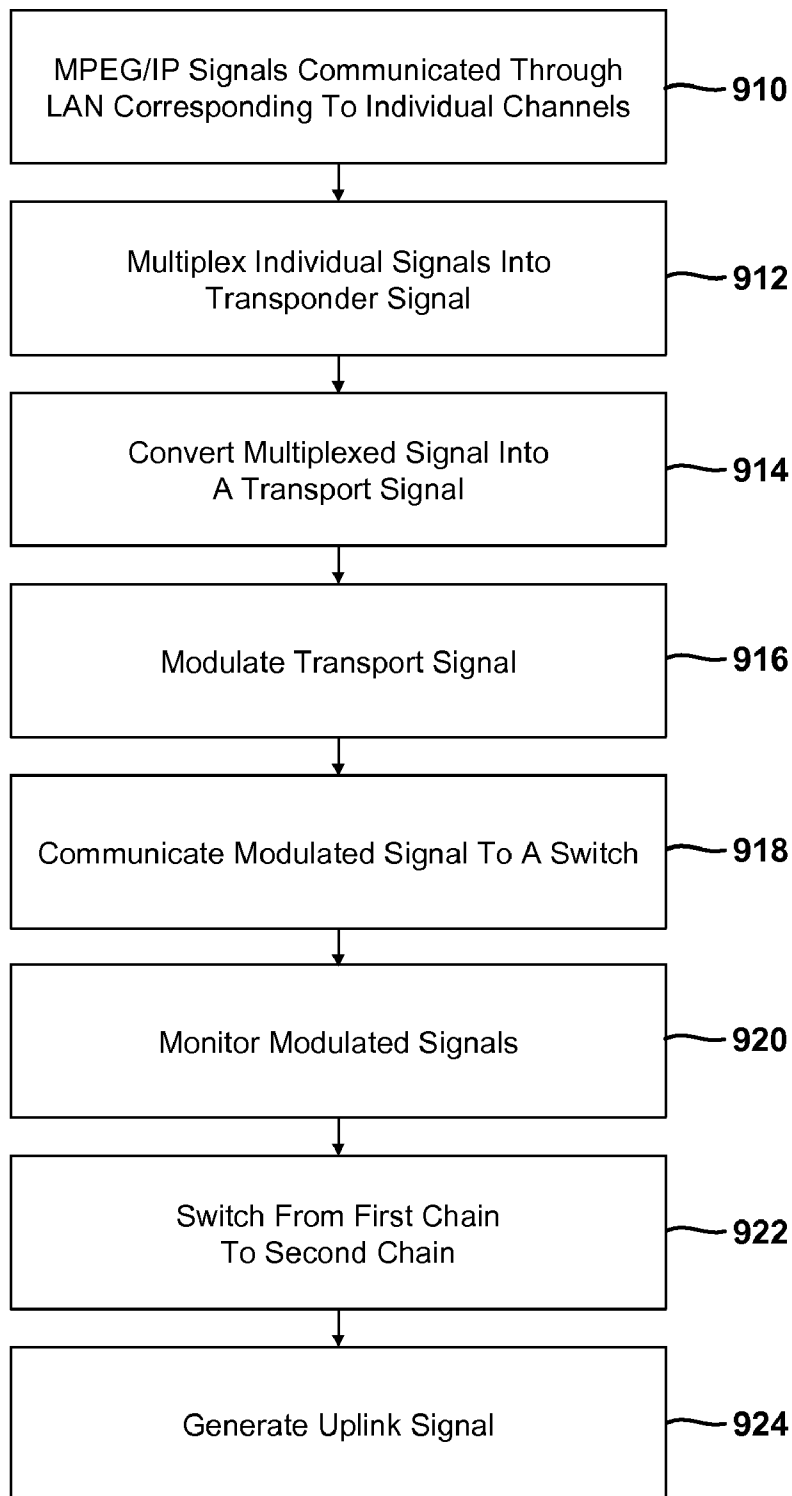 MPEG/IP Signals Communicated Through
LAN Corresponding To Individual Channels
910
Multiplex Individual Signals Into
Transponder Signal
912
Convert Multiplexed Signal Into
A Transport Signal
914
Modulate Transport Signal
916
Communicate Modulated Signal To A Switch
918
Monitor Modulated Signals
920
Switch From First Chain
To Second Chain
922
Generate Uplink Signal
924